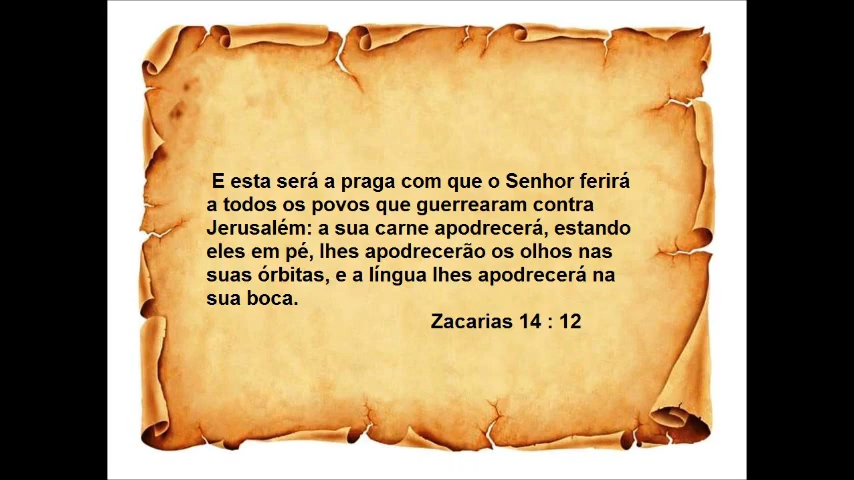 E esta será a praga com que o Senhor ferirá
a todos os povos que guerrearam contra
Jerusalém: a sua carne apodrecerá, estando
eles em pé, lhes apodrecerão os olhos nas
suas órbitas, e a língua lhes apodrecerá na
sua boca.
Zacarias 14 : 12